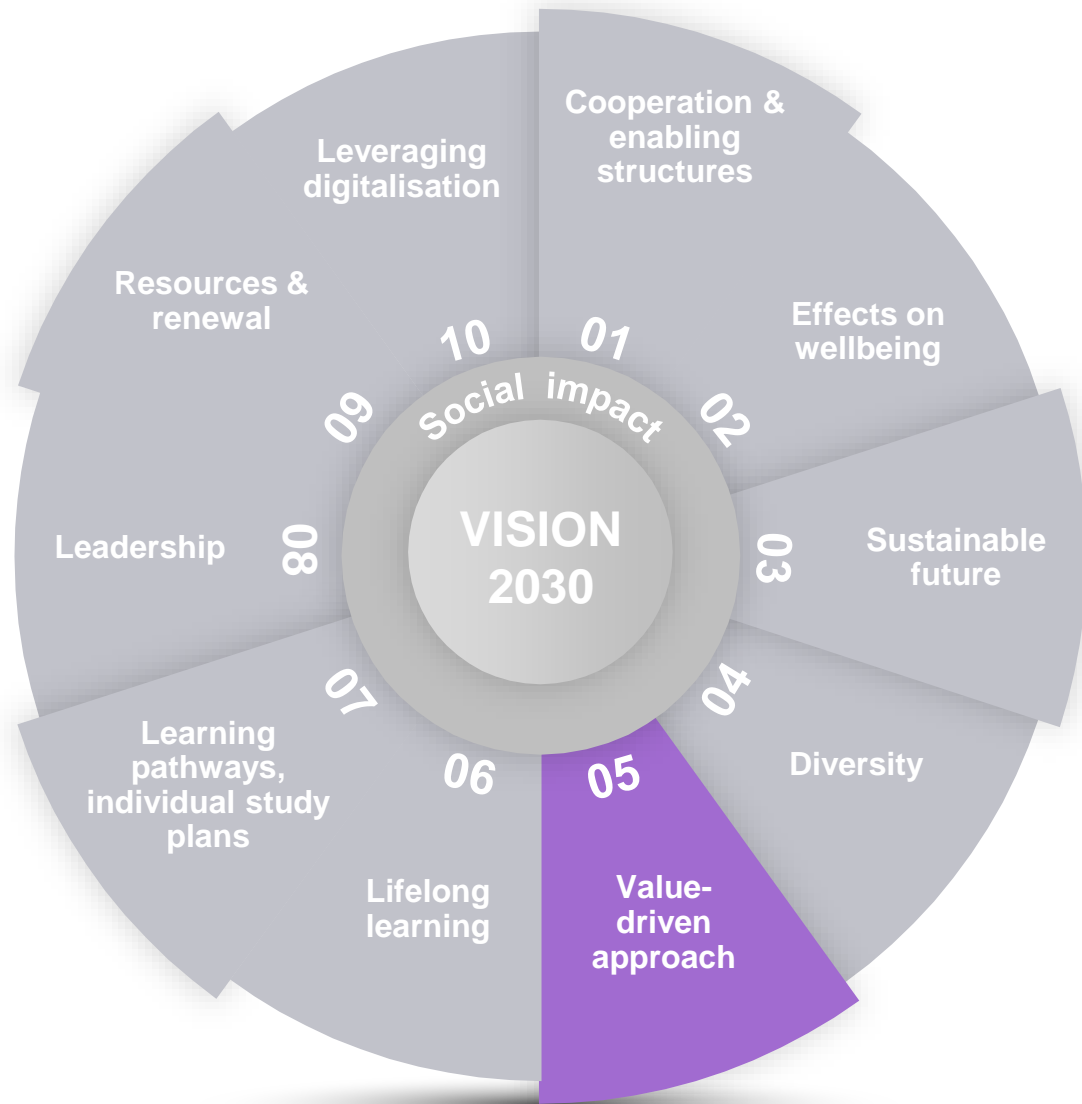 VISION
2030
Social impact
01
Cooperation &
enabling
structures
02
Effects on
wellbeing
03
Sustainable
future
04
Diversity
05
Value-
driven
approach
06
Lifelong
learning
07
Learning
pathways,
individual study
plans
08
Leadership
09
Resources &
renewal
10
Leveraging
digitalisation